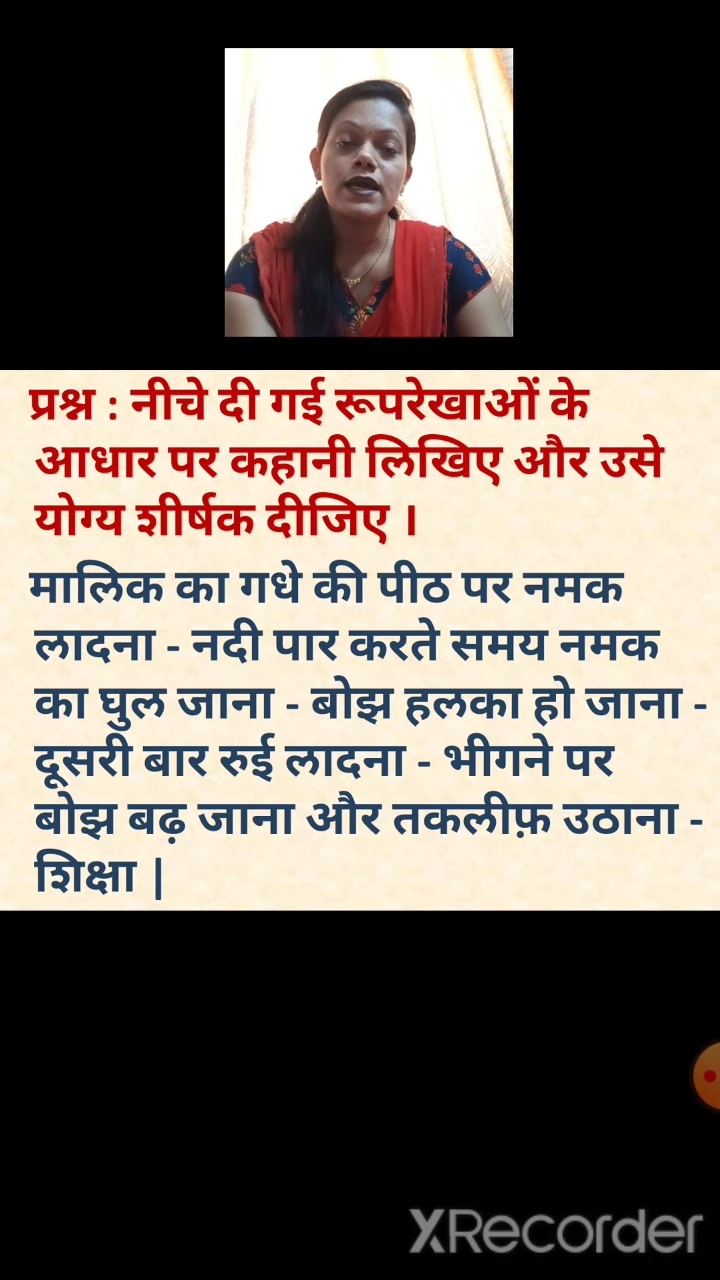 प्रश्न : नीचे दी गई रूपरेखाओं के
आधार पर कहानी लिखिए और उसे
योग्य शीर्षक दीजिए ।
मालिक का गधे की पीठ पर नमक
लादना - नदी पार करते समय नमक
का घुल जाना - बोझ हलका हो जाना -
दूसरी बार रुई लादना - भीगने पर
बोझ बढ़ जाना और तकलीफ़ उठाना -
शिक्षा |
XRecorder